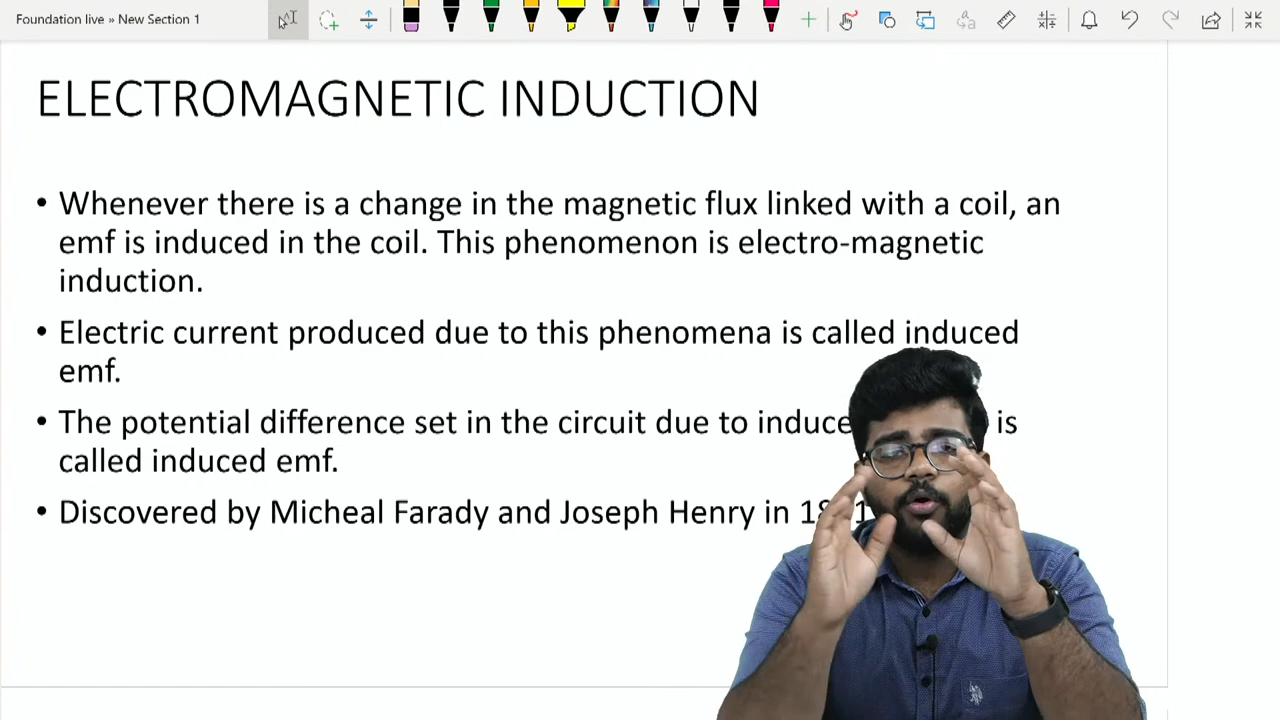 Foundation live » New Section 1
ELECTROMAGNETIC INDUCTION
• Whenever there is a change in the magnetic flux linked with a coil, an
emf is induced in the coil. This phenomenon is electro-magnetic
induction.
• Electric current produced due to this phenomena is called induced
emf.
• The potential difference set in the circuit due to is
called induced emf.
• Discovered by Micheal Farady and Joseph Henry in